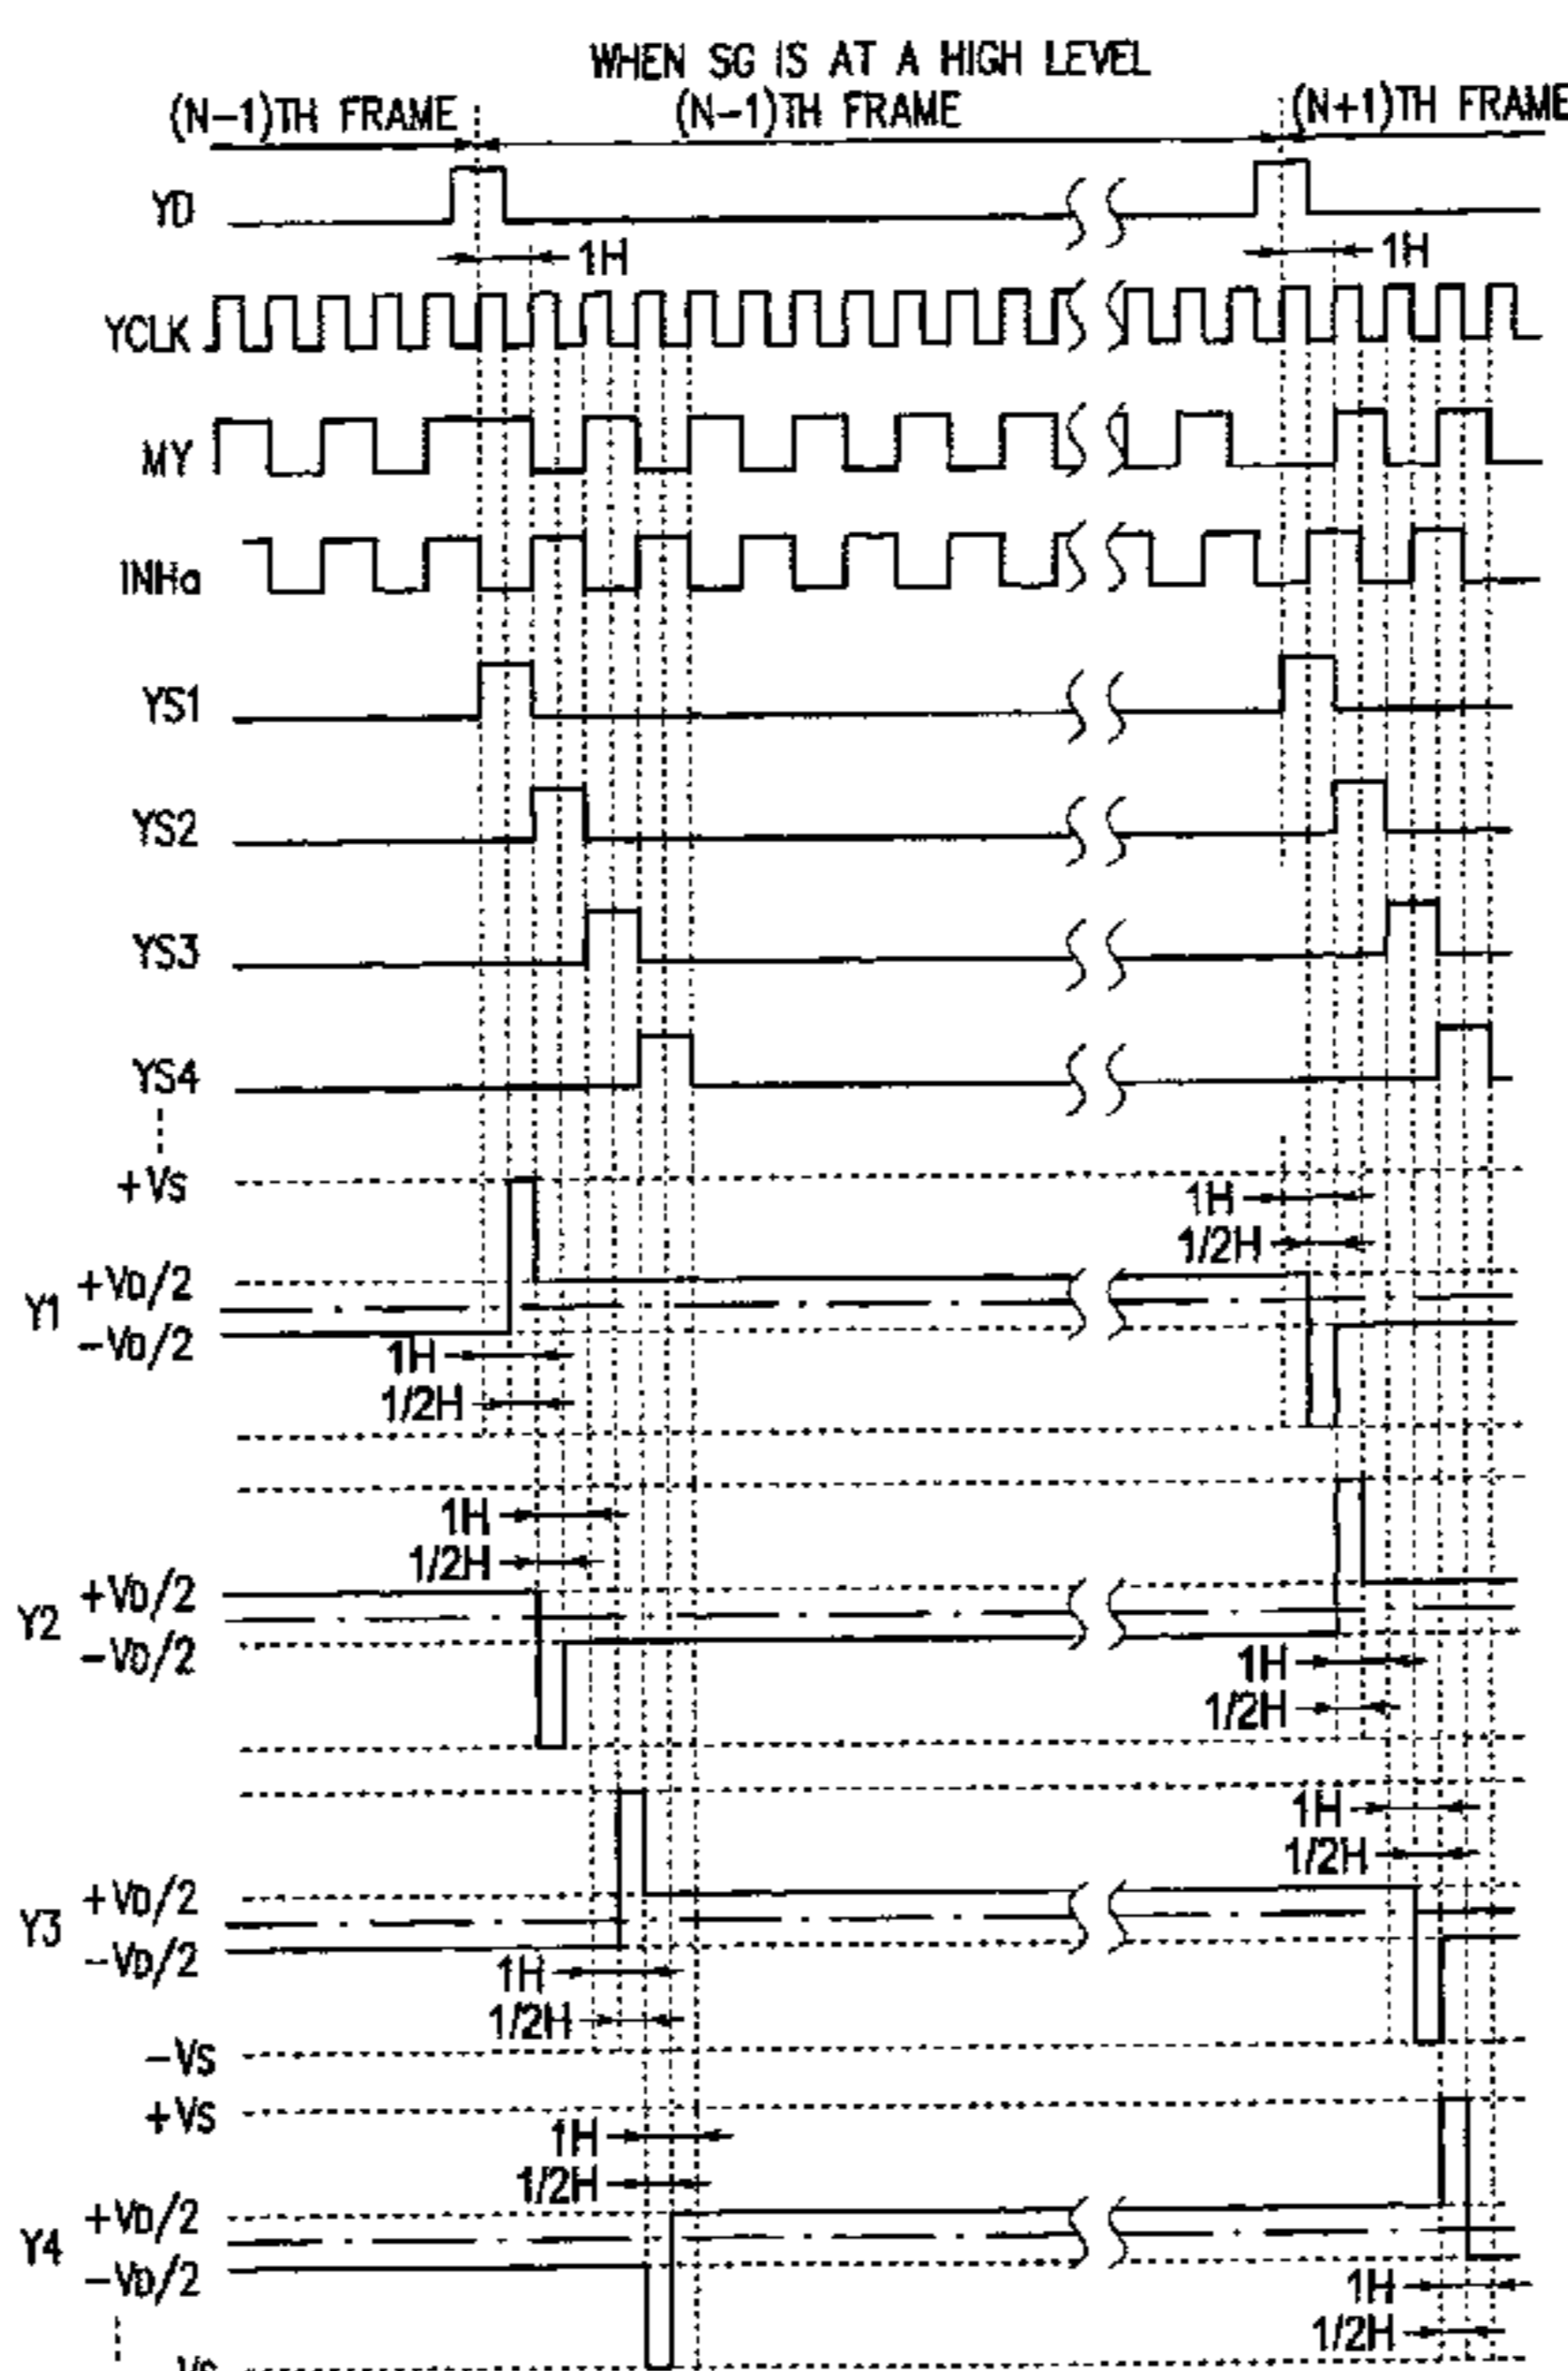 WHEN SG IS AT A HIGH LEVEL
(N-1)TH FRAME (N-1)TH FRAME (N+1)TH FRAME
YD
1H 1H
YCLK
MY
INHa
YS1
YS2
YS3
YS4
+VS
1H
1/2H
+VD/2
Y1
-VD/2
1H
1/2H
1H
1/2H
+VD/2
Y2
-VD/2
1H
1/2H
1H
1/2H
+VD/2
Y3
-VD/2
1H
1/2H
-VS
+VS
1H
1/2H
+VD/2
Y4
-VD/2
1H
1/2H